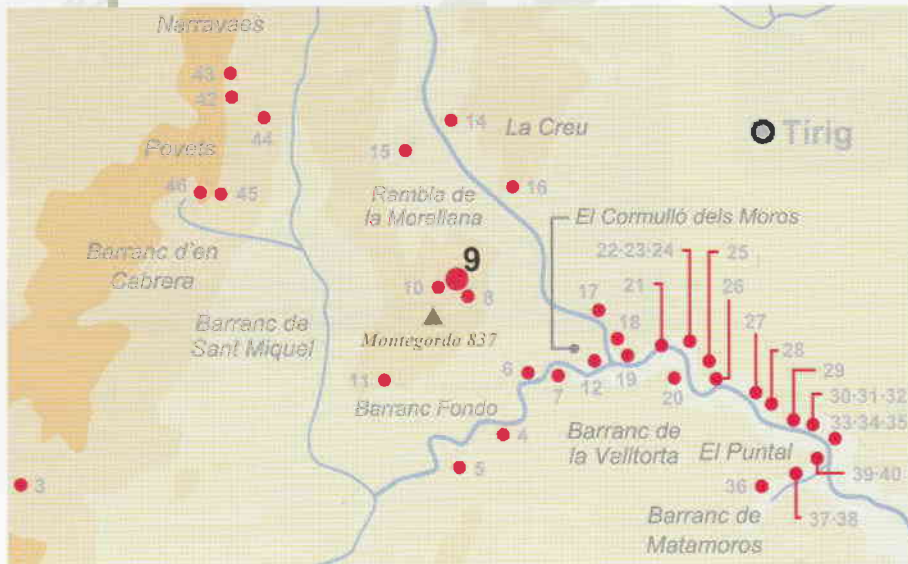 Narravaes
43
42
44
14
La Creu
Tírig
15
Povets
46
45
16
Rambla de
la Morellana
El Cormulló dels Moros
Barranc d'en
Cabrera
22-23-24
25
9
10
8
21
26
17
27
Barranc de
Sant Miquel
18
28
Montegordo 837
29
6
7
12
19
20
30-31-32
11
Barranc Fondo
33-34-35
4
Barranc de
la Valltorta
El Puntal
5
39-40
3
36
37-38
Barranc de
Matamoros